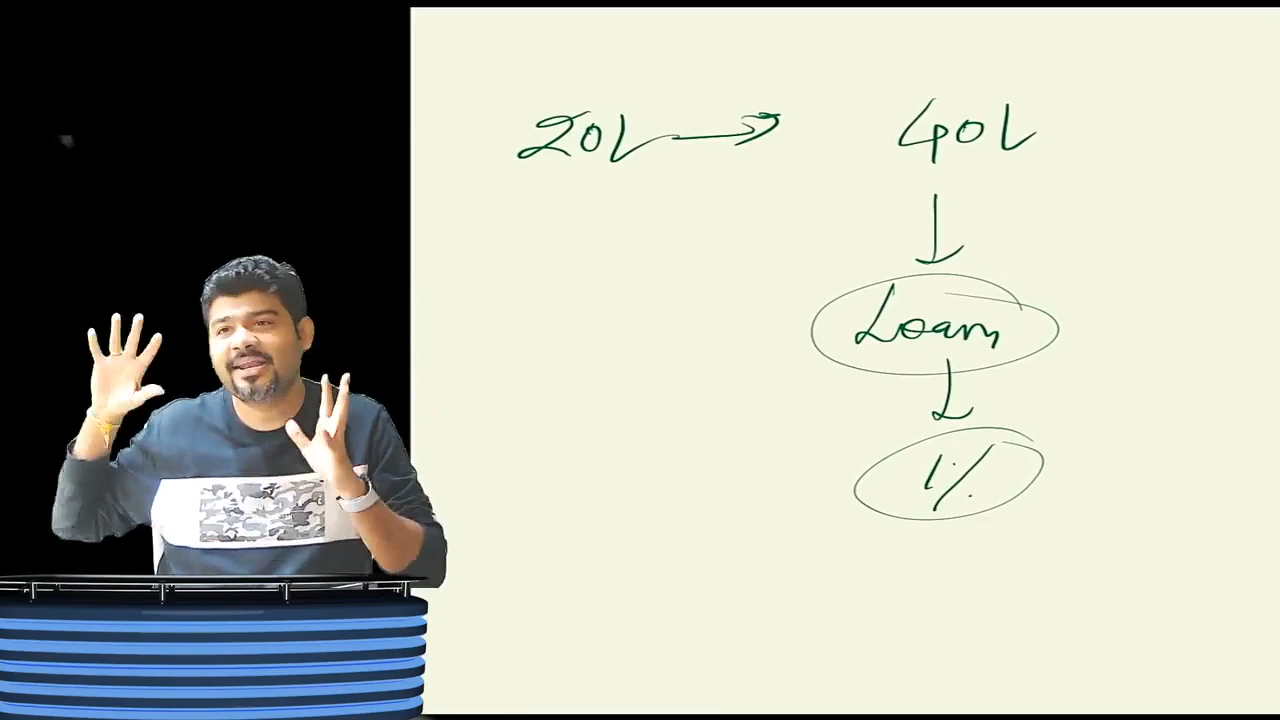 20L → 40L
↓
Loan
↓
1%